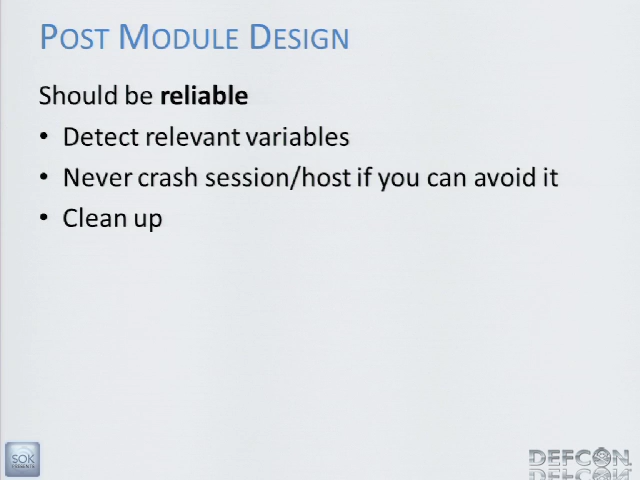 POST MODULE DESIGN
Should be reliable
• Detect relevant variables
• Never crash session/host if you can avoid it
• Clean up
SOK
DEFCON